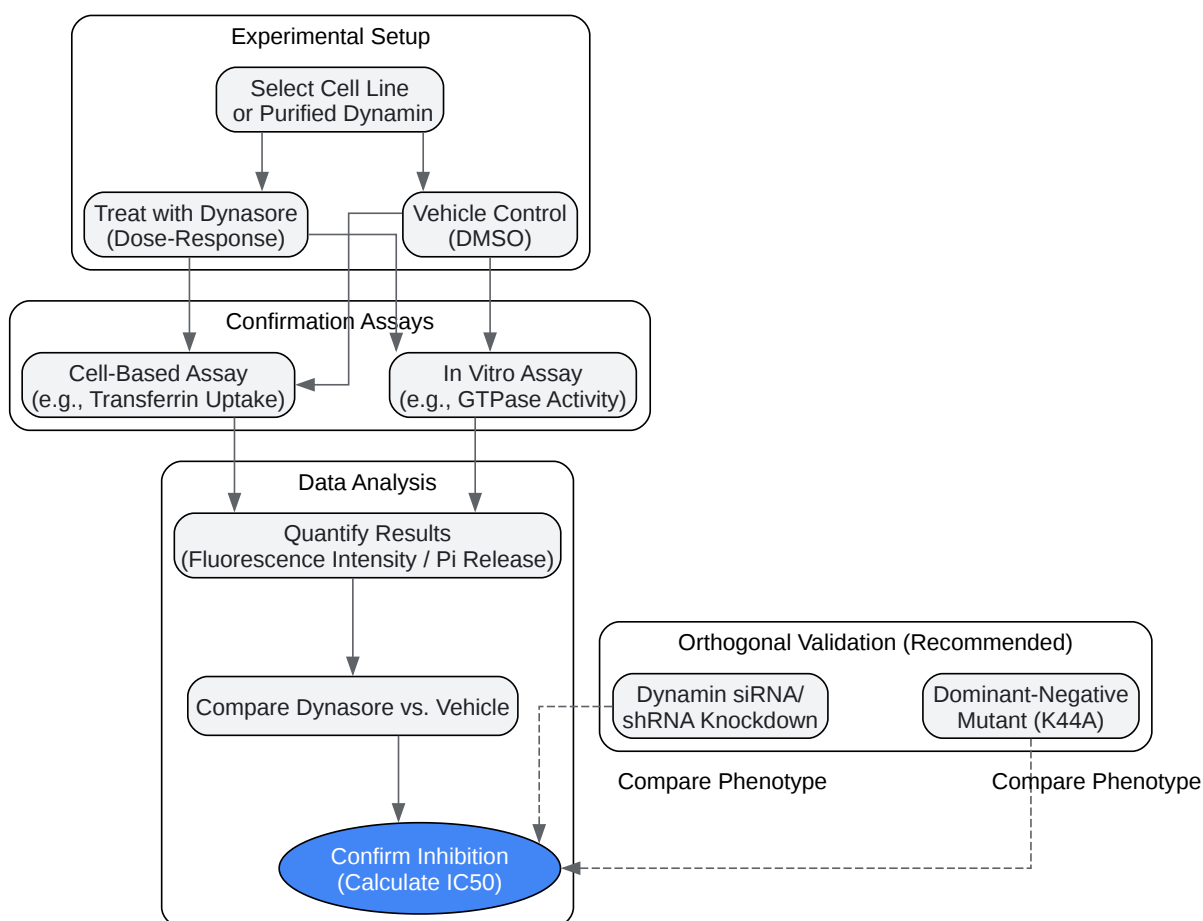 Experimental Setup
Select Cell Line
or Purified Dynamin
Treat with Dynasore
(Dose-Response)
Vehicle Control
(DMSO)
Confirmation Assays
Cell-Based Assay
(e.g., Transferrin Uptake)
In Vitro Assay
(e.g., GTPase Activity)
Data Analysis
Quantify Results
(Fluorescence Intensity / Pi Release)
Compare Dynasore vs. Vehicle
Orthogonal Validation (Recommended)
Dynamin siRNA/
shRNA Knockdown
Dominant-Negative
Mutant (K44A)
Compare Phenotype
Compare Phenotype
Confirm Inhibition
(Calculate IC50)